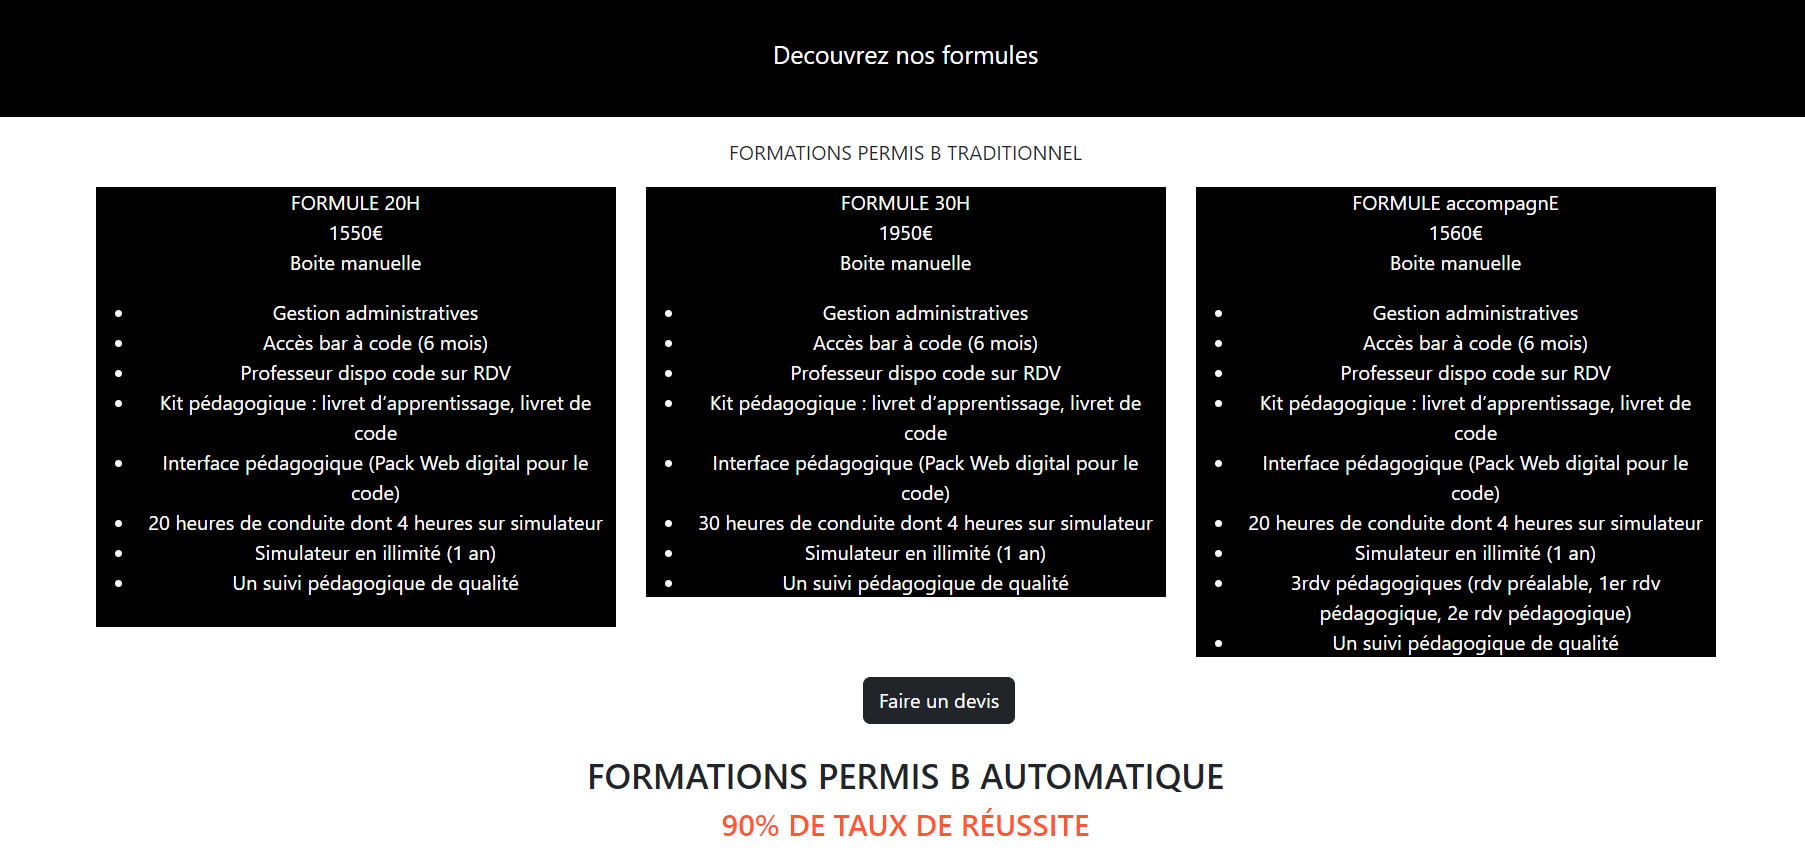 Decouvrez nos formules
FORMATIONS PERMIS B TRADITIONNEL
FORMULE 20H
1550€
Boite manuelle
• Gestion administratives
• Accès bar à code (6 mois)
• Professeur dispo code sur RDV
• Kit pédagogique : livret d’apprentissage, livret de
code
• Interface pédagogique (Pack Web digital pour le
code)
• 20 heures de conduite dont 4 heures sur simulateur
• Simulateur en illimité (1 an)
• Un suivi pédagogique de qualité
FORMULE 30H
1950€
Boite manuelle
• Gestion administratives
• Accès bar à code (6 mois)
• Professeur dispo code sur RDV
• Kit pédagogique : livret d’apprentissage, livret de
code
• Interface pédagogique (Pack Web digital pour le
code)
• 30 heures de conduite dont 4 heures sur simulateur
• Simulateur en illimité (1 an)
• Un suivi pédagogique de qualité
FORMULE accompagnE
1560€
Boite manuelle
• Gestion administratives
• Accès bar à code (6 mois)
• Professeur dispo code sur RDV
• Kit pédagogique : livret d’apprentissage, livret de
code
• Interface pédagogique (Pack Web digital pour le
code)
• 20 heures de conduite dont 4 heures sur simulateur
• Simulateur en illimité (1 an)
• 3rdv pédagogiques (rdv préalable, 1er rdv
pédagogique, 2e rdv pédagogique)
• Un suivi pédagogique de qualité
Faire un devis
FORMATIONS PERMIS B AUTOMATIQUE
90% DE TAUX DE RÉUSSITE